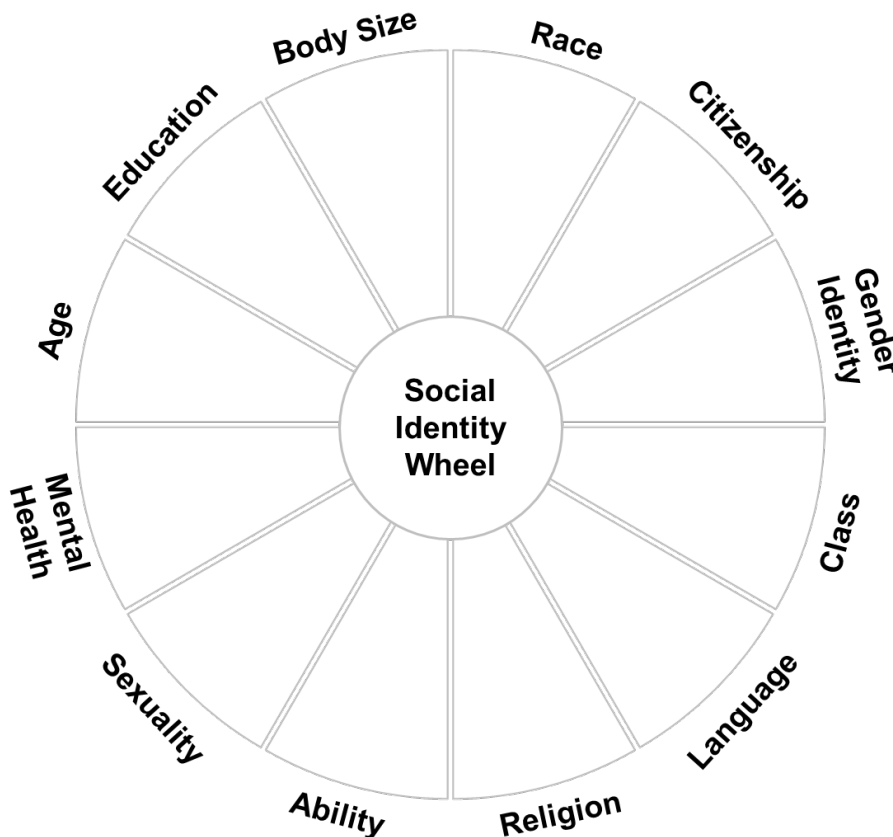 Body Size
Race
Citizenship
Gender
Identity
Class
Language
Religion
Ability
Sexuality
Mental
Health
Age
Education
Social
Identity
Wheel